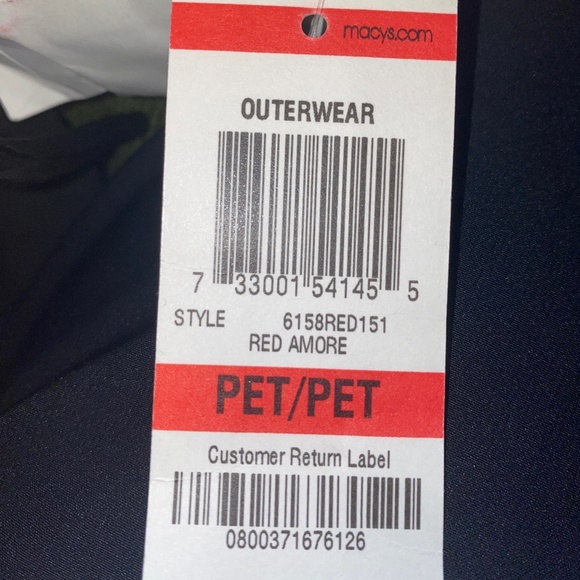 macys.com
OUTERWEAR
7 33001 54145 5
STYLE 6158RED151
RED AMORE
PET/PET
Customer Return Label
0800371676126